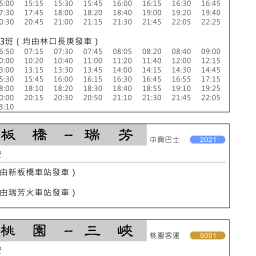 5:00 15:15 15:30 15:45 16:00 16:15 16:30 16:45
7:30 17:45 18:00 18:20 18:40 19:00 19:20 19:40
0:30 20:45 21:00 21:15 21:30 21:45 22:05 22:25
3班 ( 均由林口長庚發車 )
6:50 07:15 07:30 07:45 08:05 08:20 08:40 09:00
0:00 10:20 10:40 11:00 11:20 11:40 12:00 12:15
3:00 13:15 13:30 13:45 14:00 14:15 14:30 14:45
5:30 15:45 16:00 16:15 16:30 16:45 16:55 17:15
8:00 18:10 18:20 18:30 18:40 18:55 19:10 19:25
0:00 20:15 20:30 20:50 21:10 21:30 21:45 22:05
3:10
板 橋 – 瑞 芳 中興巴士 2021
由新板橋車站發車 )
由瑞芳火車站發車 )
桃 園 – 三 峽 桃園客運 5001